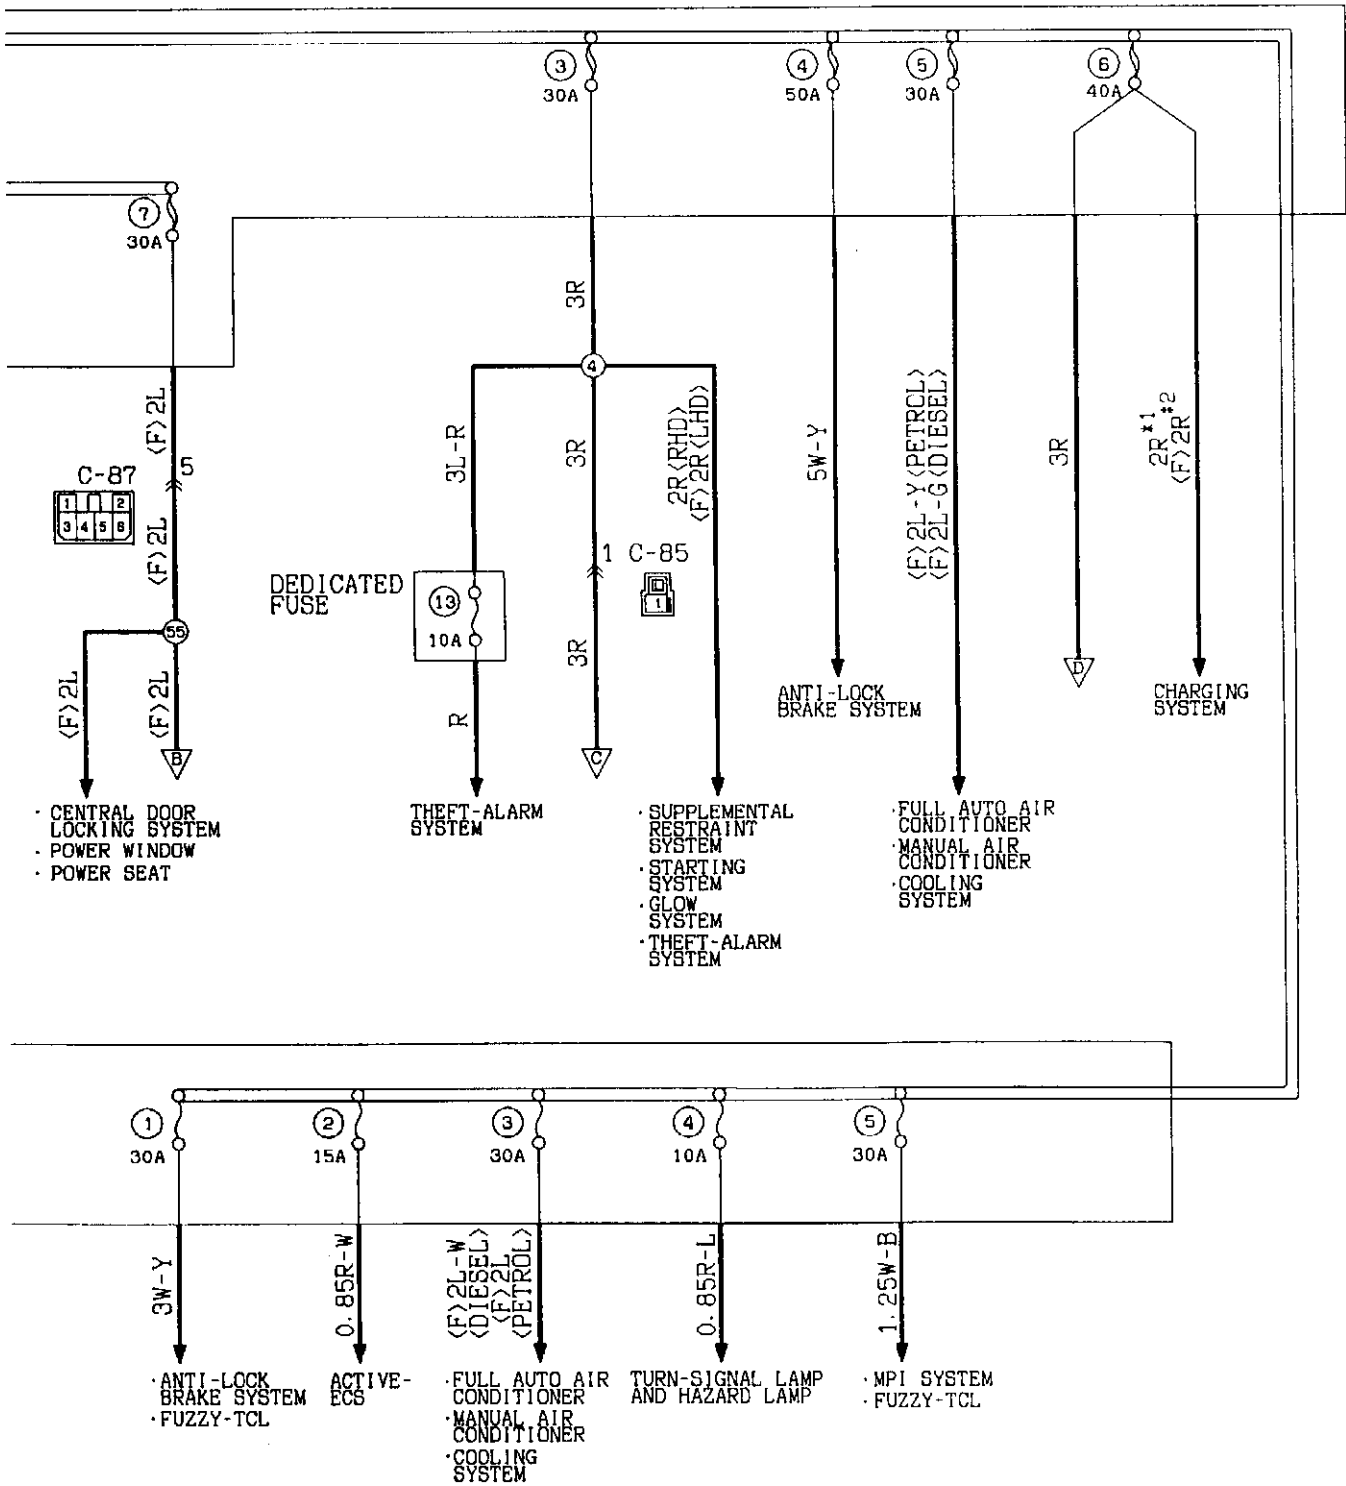 3
30A
4
50A
5
30A
6
40A
7
30A
3R
4
(F)2L
5
C-87
1 2
3 4 5 6
(F)2L
55
(F)2L
(F)2L
B
3L-R
3R
2R(RHD)
(F)2R(LHD)
5W-Y
(F)2L-Y(PETRCL)
(F)2L-G(DIESEL)
3R
2R*1
(F)2R*2
DEDICATED
FUSE
13
10A
1 C-85
1
3R
R
C
D
ANTI-LOCK
BRAKE SYSTEM
CHARGING
SYSTEM
· CENTRAL DOOR
LOCKING SYSTEM
· POWER WINDOW
· POWER SEAT
THEFT-ALARM
SYSTEM
· SUPPLEMENTAL
RESTRAINT
SYSTEM
· STARTING
SYSTEM
· GLOW
SYSTEM
· THEFT-ALARM
SYSTEM
· FULL AUTO AIR
CONDITIONER
· MANUAL AIR
CONDITIONER
· COOLING
SYSTEM
1
30A
2
15A
3
30A
4
10A
5
30A
3W-Y
0.85R-W
(F)2L-W
(DIESEL)
(F)2L
(PETROL)
0.85R-L
1.25W-B
· ANTI-LOCK
BRAKE SYSTEM
· FUZZY-TCL
ACTIVE-
ECS
· FULL AUTO AIR
CONDITIONER
· MANUAL AIR
CONDITIONER
· COOLING
SYSTEM
TURN-SIGNAL LAMP
AND HAZARD LAMP
· MPI SYSTEM
· FUZZY-TCL